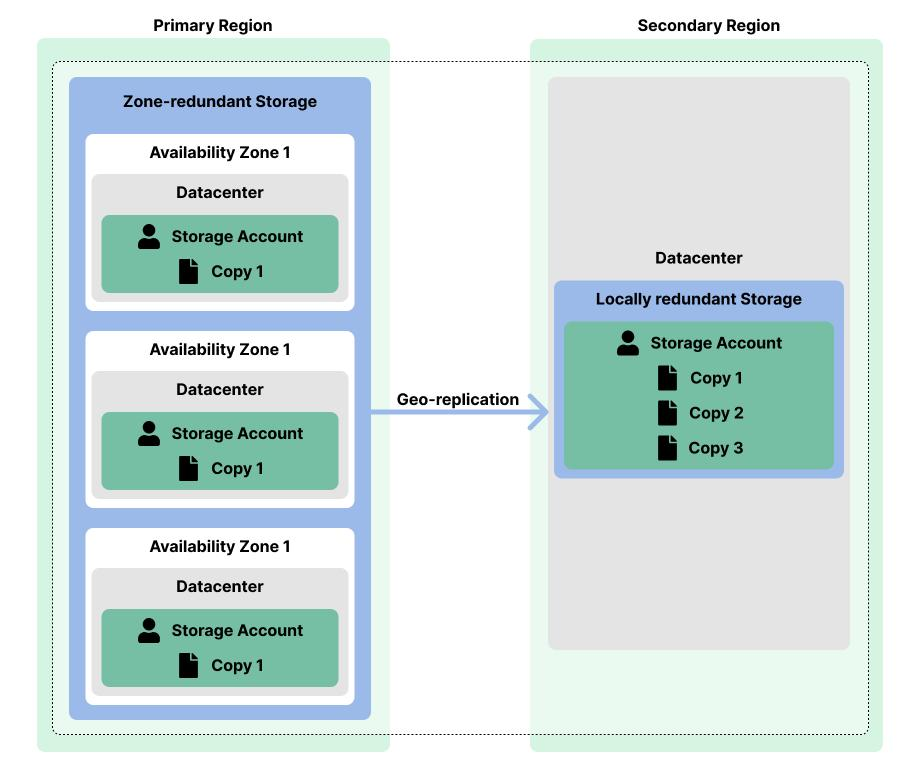 Primary Region
Zone-redundant Storage
Availability Zone 1
Datacenter
Storage Account
Copy 1
Availability Zone 1
Datacenter
Storage Account
Copy 1
Availability Zone 1
Datacenter
Storage Account
Copy 1
Geo-replication
Secondary Region
Datacenter
Locally redundant Storage
Storage Account
Copy 1
Copy 2
Copy 3